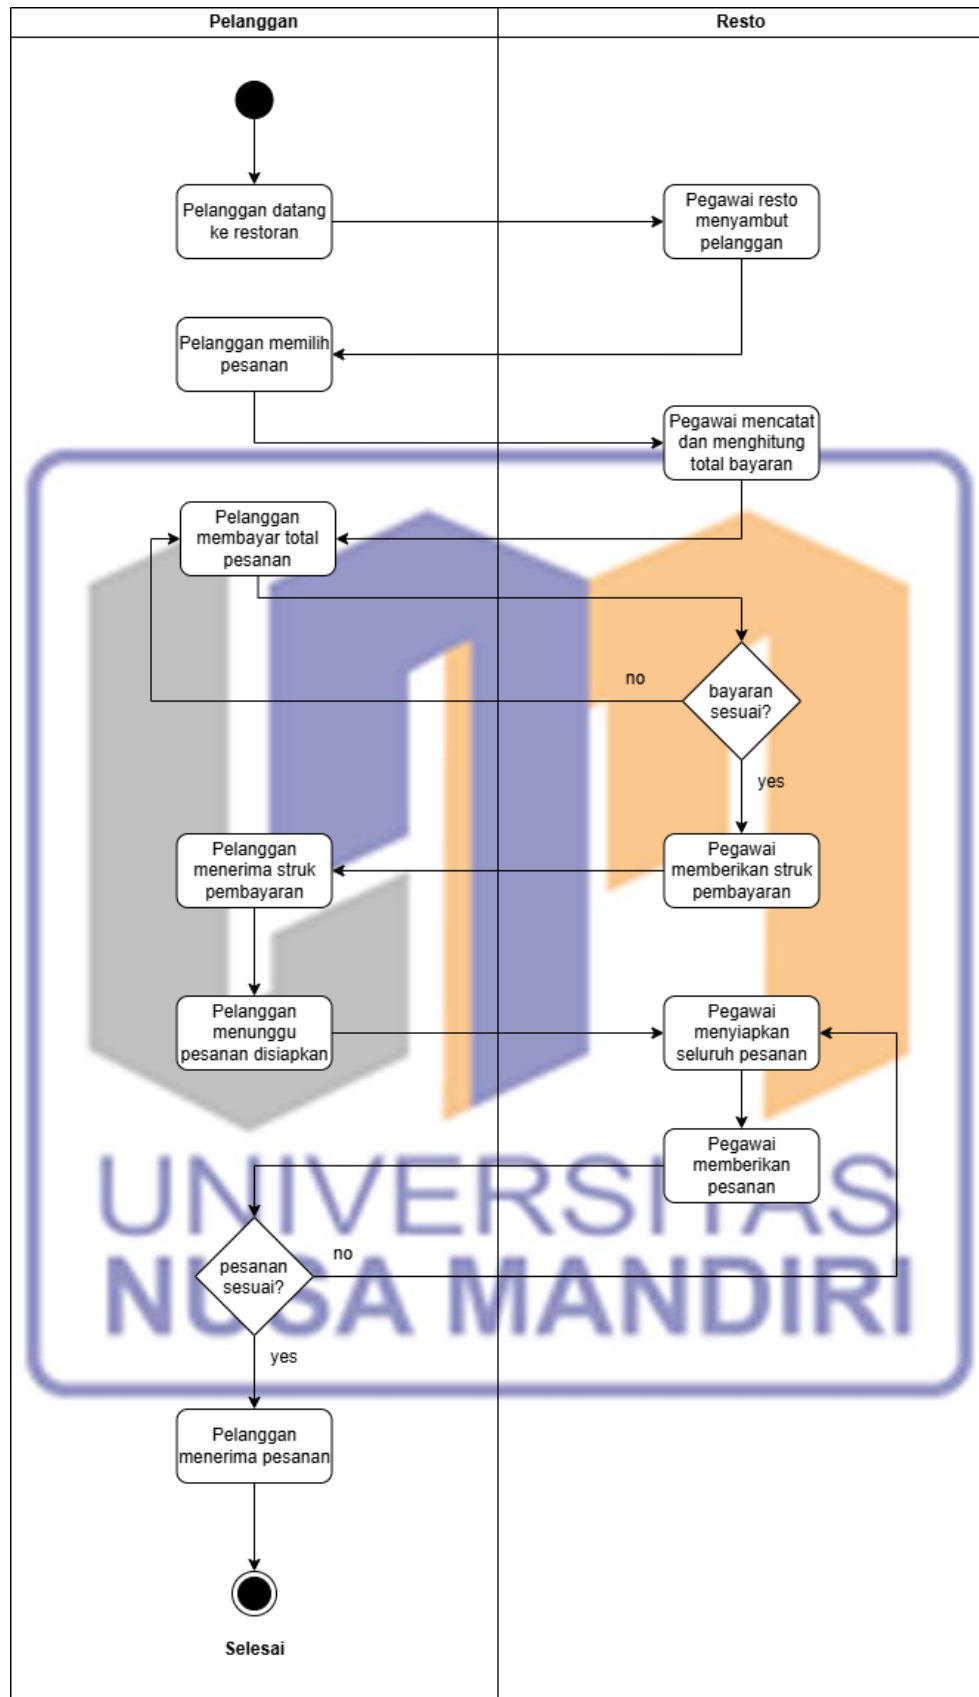 Pelanggan
Resto
Pelanggan datang
ke restoran
Pegawai resto
menyambut
pelanggan
Pelanggan memilih
pesanan
Pegawai mencatat
dan menghitung
total bayaran
Pelanggan
membayar total
pesanan
bayaran
sesuai?
no
yes
Pegawai
memberikan struk
pembayaran
Pelanggan
menerima struk
pembayaran
Pelanggan
menunggu
pesanan disiapkan
Pegawai
menyiapkan
seluruh pesanan
Pegawai
memberikan
pesanan
pesanan
sesuai?
no
yes
Pelanggan
menerima pesanan
Selesai
UNIVERSITAS
NUSA MANDIRI